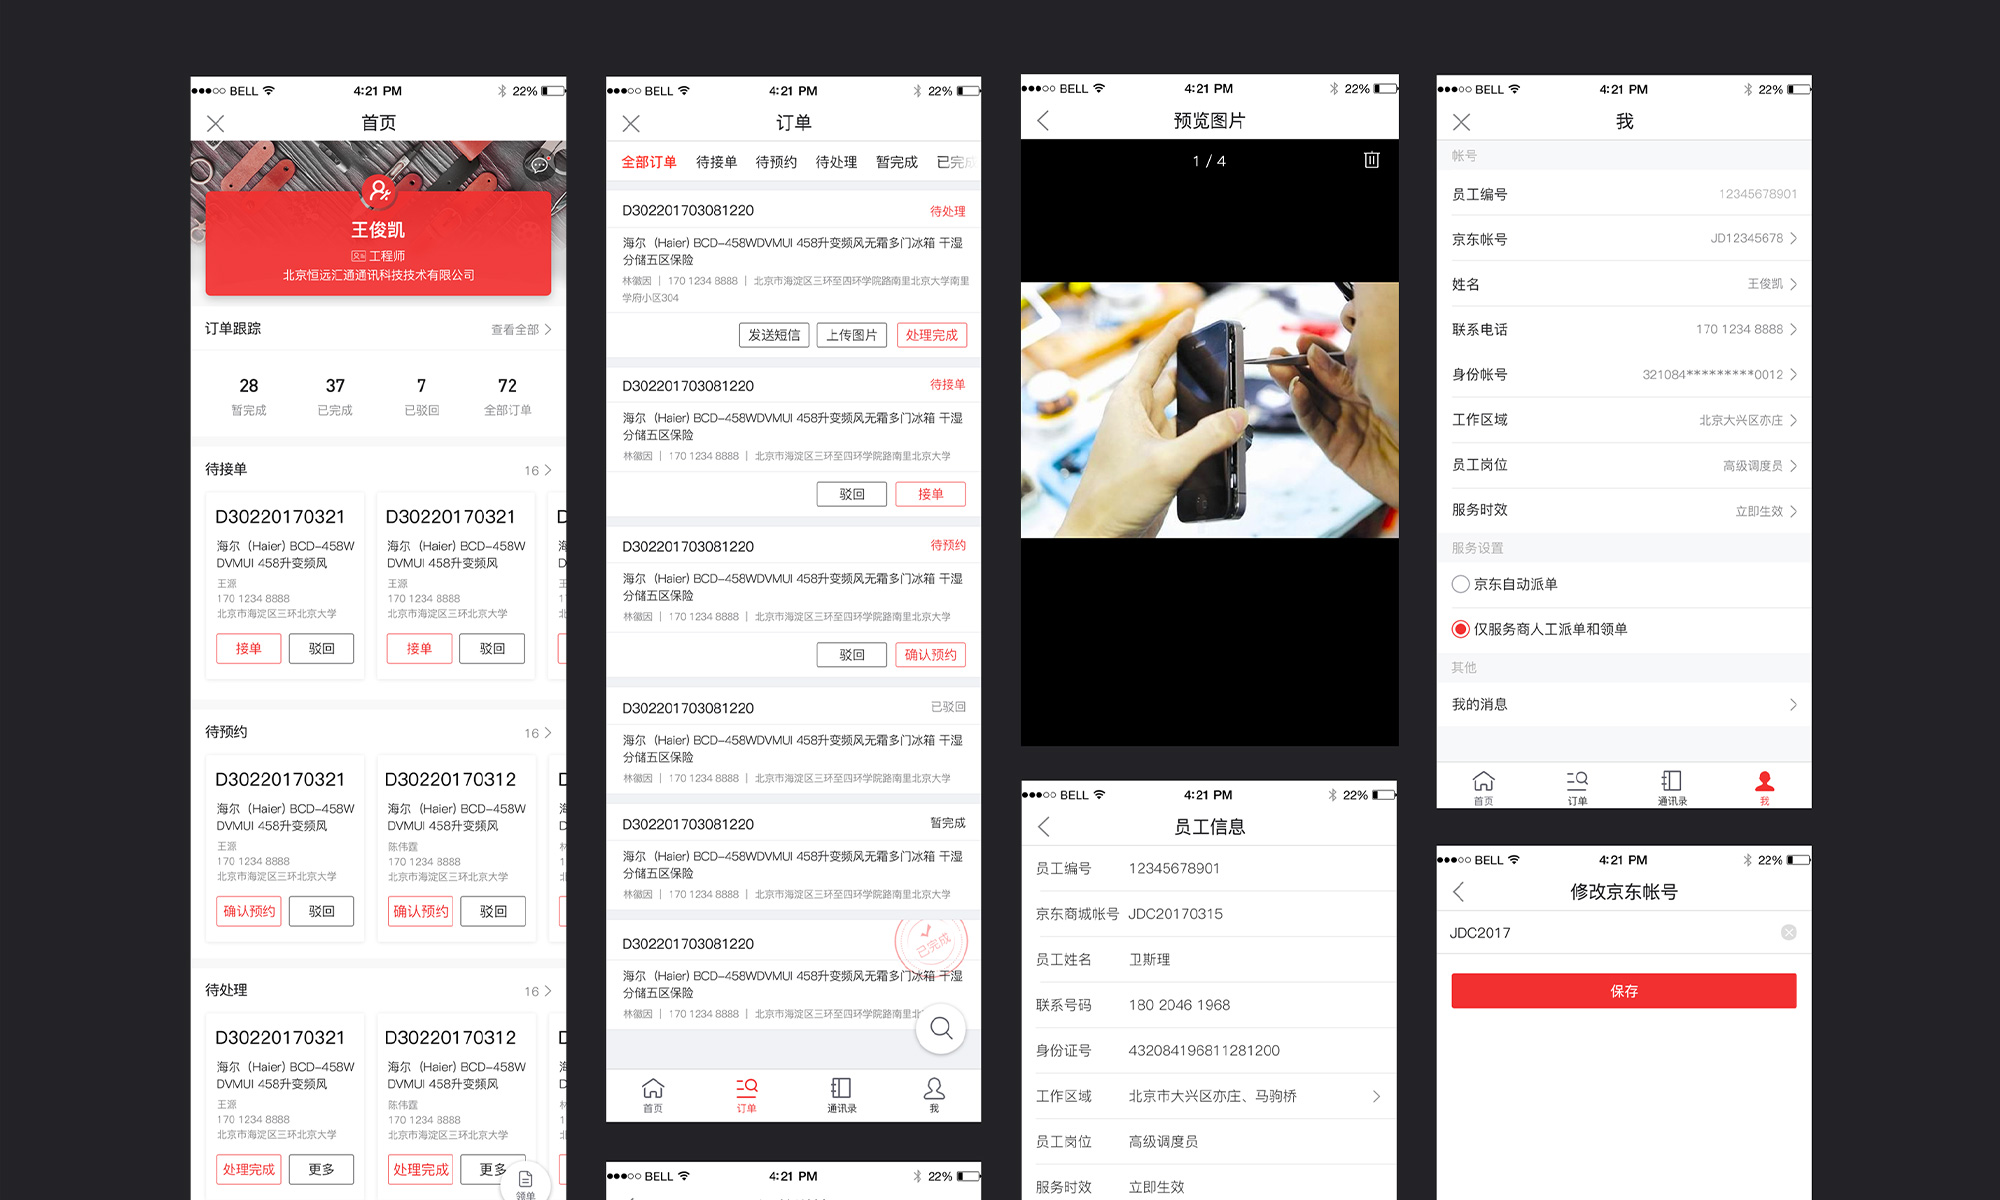 BELL 4:21 PM 22%
首页
王俊凯
工程师
北京恒远汇通通讯科技技术有限公司
订单跟踪 查看全部
28 37 7 72
暂完成 已完成 已驳回 全部订单
待接单 16
D30220170321 D30220170321
海尔（Haier) BCD-458W 海尔（Haier) BCD-458W
DVMUI 458升变频风 DVMUI 458升变频风
王源 王源
170 1234 8888 170 1234 8888
北京市海淀区三环北京大学 北京市海淀区三环北京大学
接单 驳回 接单 驳回
待预约 16
D30220170321 D30220170312
海尔（Haier) BCD-458W 海尔（Haier) BCD-458W
DVMUI 458升变频风 DVMUI 458升变频风
王源 陈伟霆
170 1234 8888 170 1234 8888
北京市海淀区三环北京大学 北京市海淀区三环北京大学
确认预约 驳回 确认预约 驳回
待处理 16
D30220170321 D30220170312
海尔（Haier) BCD-458W 海尔（Haier) BCD-458W
DVMUI 458升变频风 DVMUI 458升变频风
王源 陈伟霆
170 1234 8888 170 1234 8888
北京市海淀区三环北京大学 北京市海淀区三环北京大学
处理完成 更多 处理完成 更多
领单
BELL 4:21 PM 22%
订单
全部订单 待接单 待预约 待处理 暂完成 已完成
D302201703081220 待处理
海尔（Haier) BCD-458WDVMUI 458升变频风无霜多门冰箱 干湿
分储五区保险
林徽因 | 170 1234 8888 | 北京市海淀区三环至四环学院路南里北京大学南里
学府小区304
发送短信 上传图片 处理完成
D302201703081220 待接单
海尔（Haier) BCD-458WDVMUI 458升变频风无霜多门冰箱 干湿
分储五区保险
林徽因 | 170 1234 8888 | 北京市海淀区三环至四环学院路南里北京大学
驳回 接单
D302201703081220 待预约
海尔（Haier) BCD-458WDVMUI 458升变频风无霜多门冰箱 干湿
分储五区保险
林徽因 | 170 1234 8888 | 北京市海淀区三环至四环学院路南里北京大学
驳回 确认预约
D302201703081220 已驳回
海尔（Haier) BCD-458WDVMUI 458升变频风无霜多门冰箱 干湿
分储五区保险
林徽因 | 170 1234 8888 | 北京市海淀区三环至四环学院路南里北京大学
D302201703081220 暂完成
海尔（Haier) BCD-458WDVMUI 458升变频风无霜多门冰箱 干湿
分储五区保险
林徽因 | 170 1234 8888 | 北京市海淀区三环至四环学院路南里北京大学
D302201703081220 已完成
海尔（Haier) BCD-458WDVMUI 458升变频风无霜多门冰箱 干湿
分储五区保险
林徽因 | 170 1234 8888 | 北京市海淀区三环至四环学院路南里北
首页 订单 通讯录 我
BELL 4:21 PM 22%
BELL 4:21 PM 22%
预览图片
1 / 4
BELL 4:21 PM 22%
员工信息
员工编号 12345678901
京东商城帐号 JDC20170315
员工姓名 卫斯理
联系号码 180 2046 1968
身份证号 432084196811281200
工作区域 北京市大兴区亦庄、马驹桥
员工岗位 高级调度员
服务时效 立即生效
BELL 4:21 PM 22%
我
帐号
员工编号 12345678901
京东帐号 JD12345678
姓名 王俊凯
联系电话 170 1234 8888
身份帐号 321084*********0012
工作区域 北京大兴区亦庄
员工岗位 高级调度员
服务时效 立即生效
服务设置
京东自动派单
仅服务商人工派单和领单
其他
我的消息
首页 订单 通讯录 我
BELL 4:21 PM 22%
修改京东帐号
JDC2017
保存